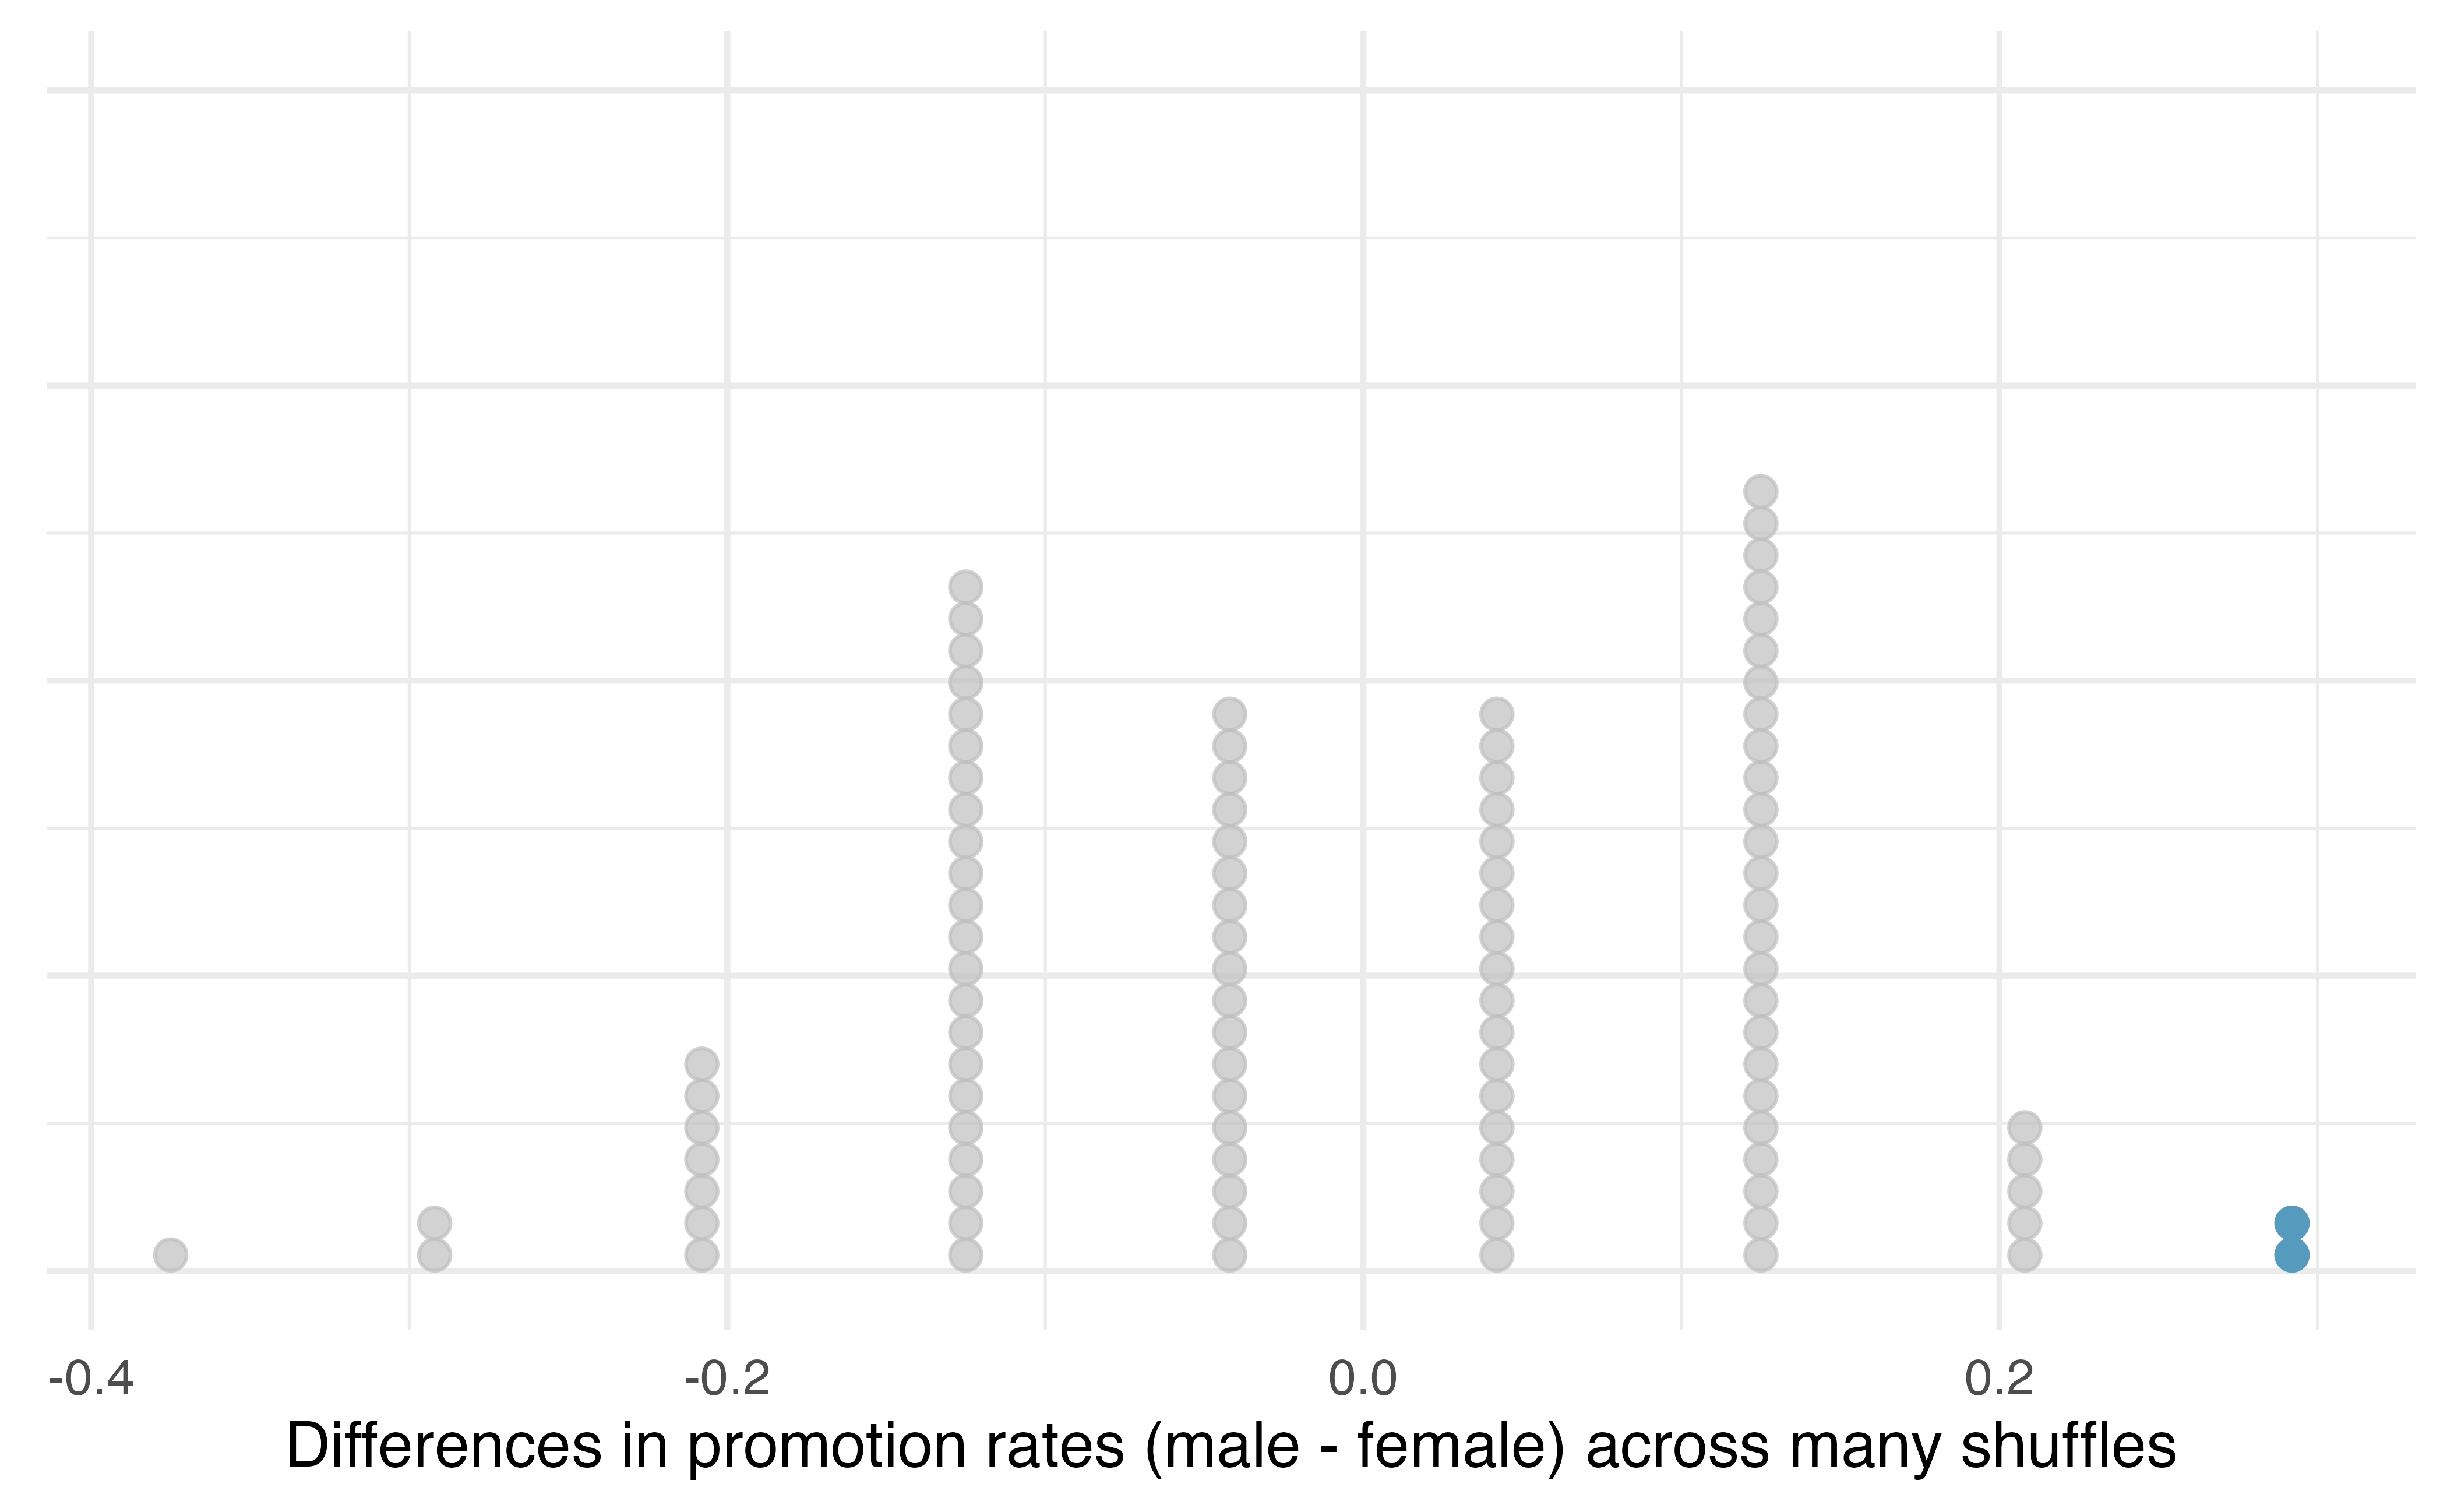 -0.4 -0.2 0.0 0.2
Differences in promotion rates (male - female) across many shuffles